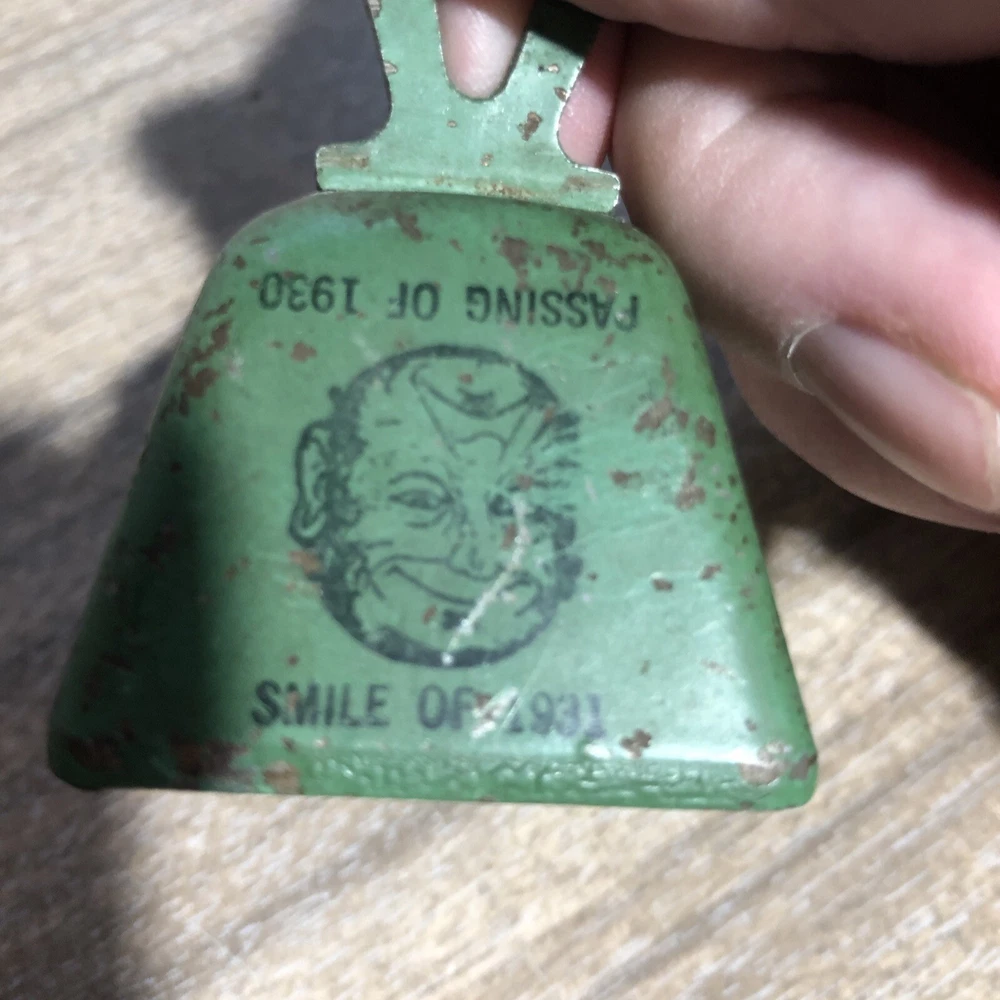 PASSING OF 1930
SMILE OF 1931